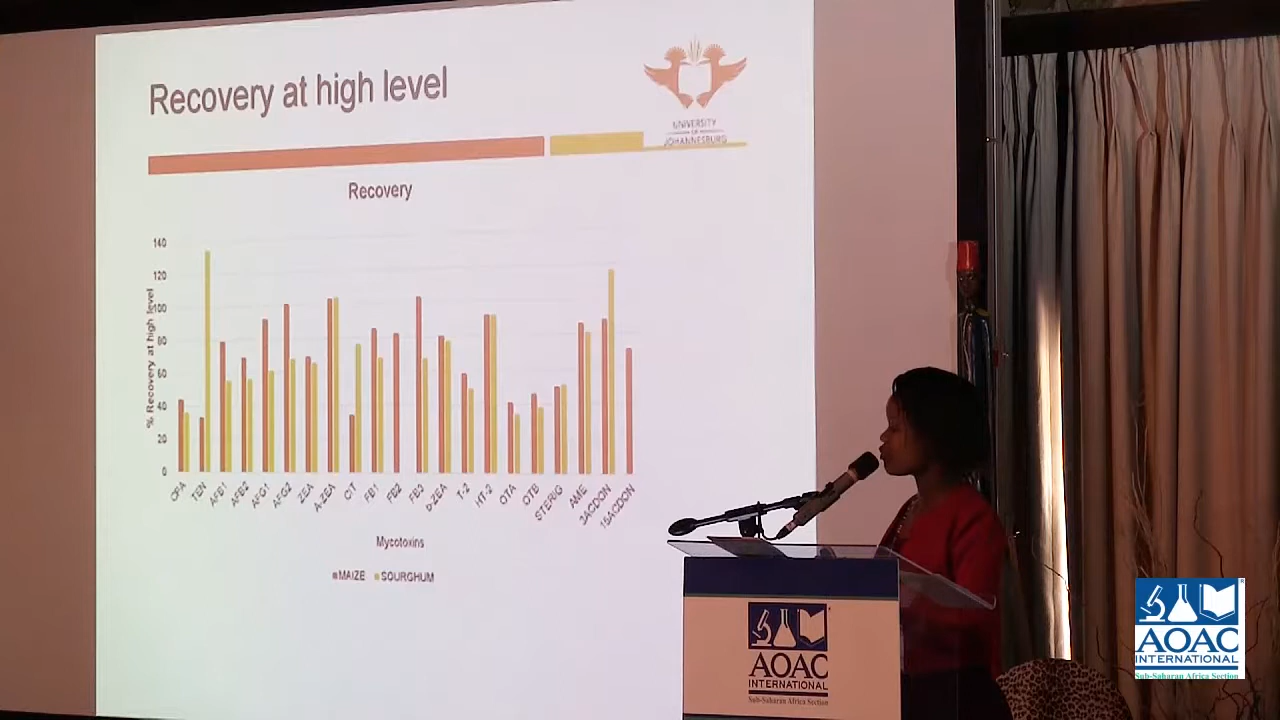 Recovery at high level
UNIVERSITY
OF
JOHANNESBURG
Recovery
% Recovery at high level
140
120
100
80
60
40
20
0
CPA TEN AFB1 AFB2 AFG1 AFG2 ZEA A-ZEA CIT FB1 FB2 FB3 b-ZEA T-2 HT-2 OTA OTB STERIG AME 3ACDON 15ACDON
Mycotoxins
MAIZE SOURGHUM
AOAC
INTERNATIONAL
Sub-Saharan Africa Section
AOAC
INTERNATIONAL
Sub-Saharan Africa Section